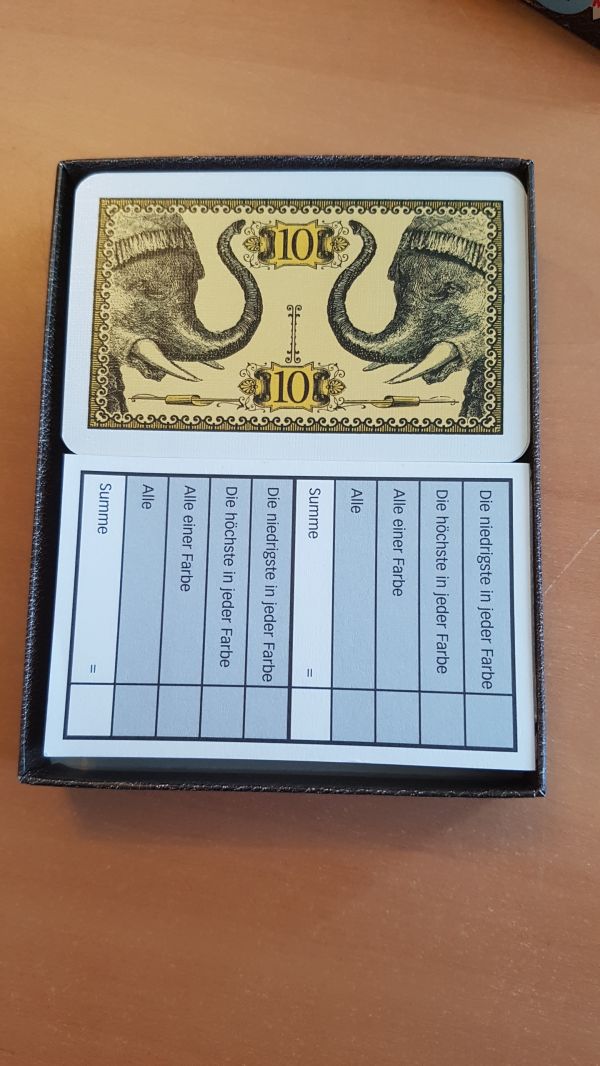 10
10
Die niedrigste in jeder Farbe
Die höchste in jeder Farbe
Alle einer Farbe
Alle
Summe =
Die niedrigste in jeder Farbe
Die höchste in jeder Farbe
Alle einer Farbe
Alle
Summe =